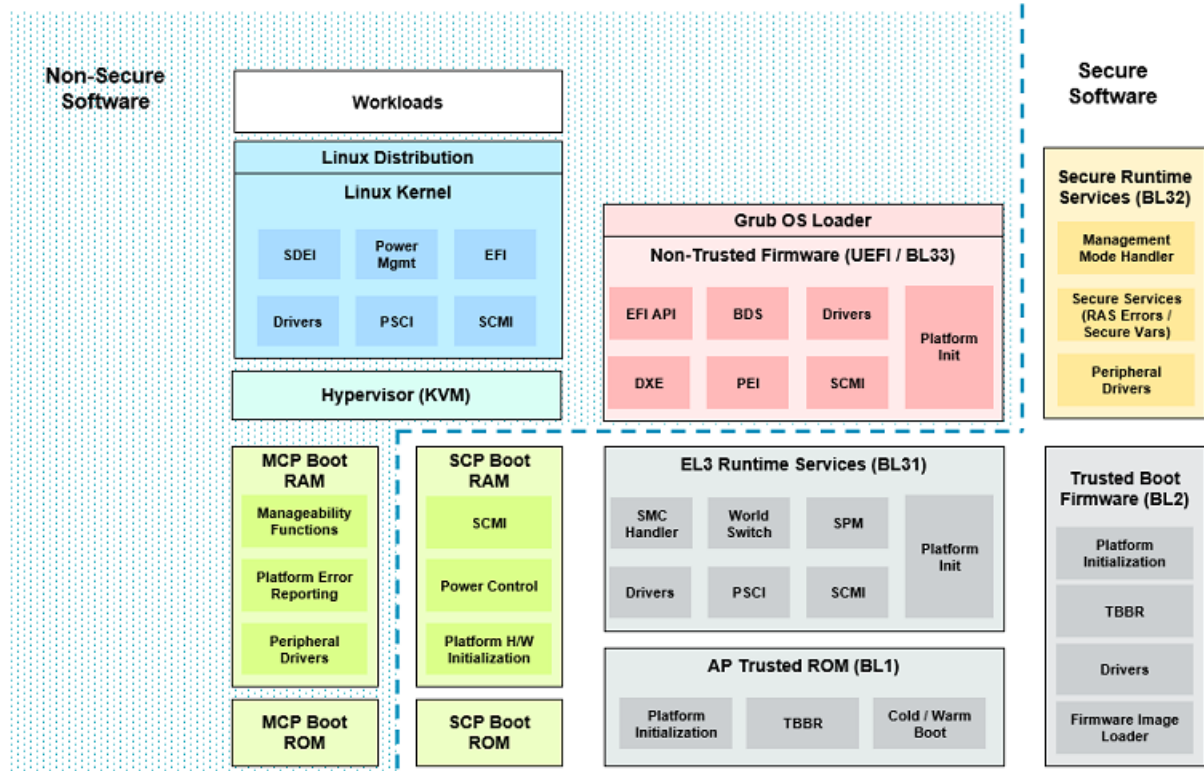 Non-Secure
Software
Workloads
Linux Distribution
Linux Kernel
SDEI
Power
Mgmt
EFI
Drivers
PSCI
SCMI
Hypervisor (KVM)
Grub OS Loader
Non-Trusted Firmware (UEFI / BL33)
EFI API
BDS
Drivers
Platform
Init
DXE
PEI
SCMI
Secure
Software
Secure Runtime
Services (BL32)
Management
Mode Handler
Secure Services
(RAS Errors /
Secure Vars)
Peripheral
Drivers
MCP Boot
RAM
Manageability
Functions
Platform Error
Reporting
Peripheral
Drivers
MCP Boot
ROM
SCP Boot
RAM
SCMI
Power Control
Platform H/W
Initialization
SCP Boot
ROM
EL3 Runtime Services (BL31)
SMC
Handler
World
Switch
SPM
Platform
Init
Drivers
PSCI
SCMI
AP Trusted ROM (BL1)
Platform
Initialization
TBBR
Cold / Warm
Boot
Trusted Boot
Firmware (BL2)
Platform
Initialization
TBBR
Drivers
Firmware Image
Loader